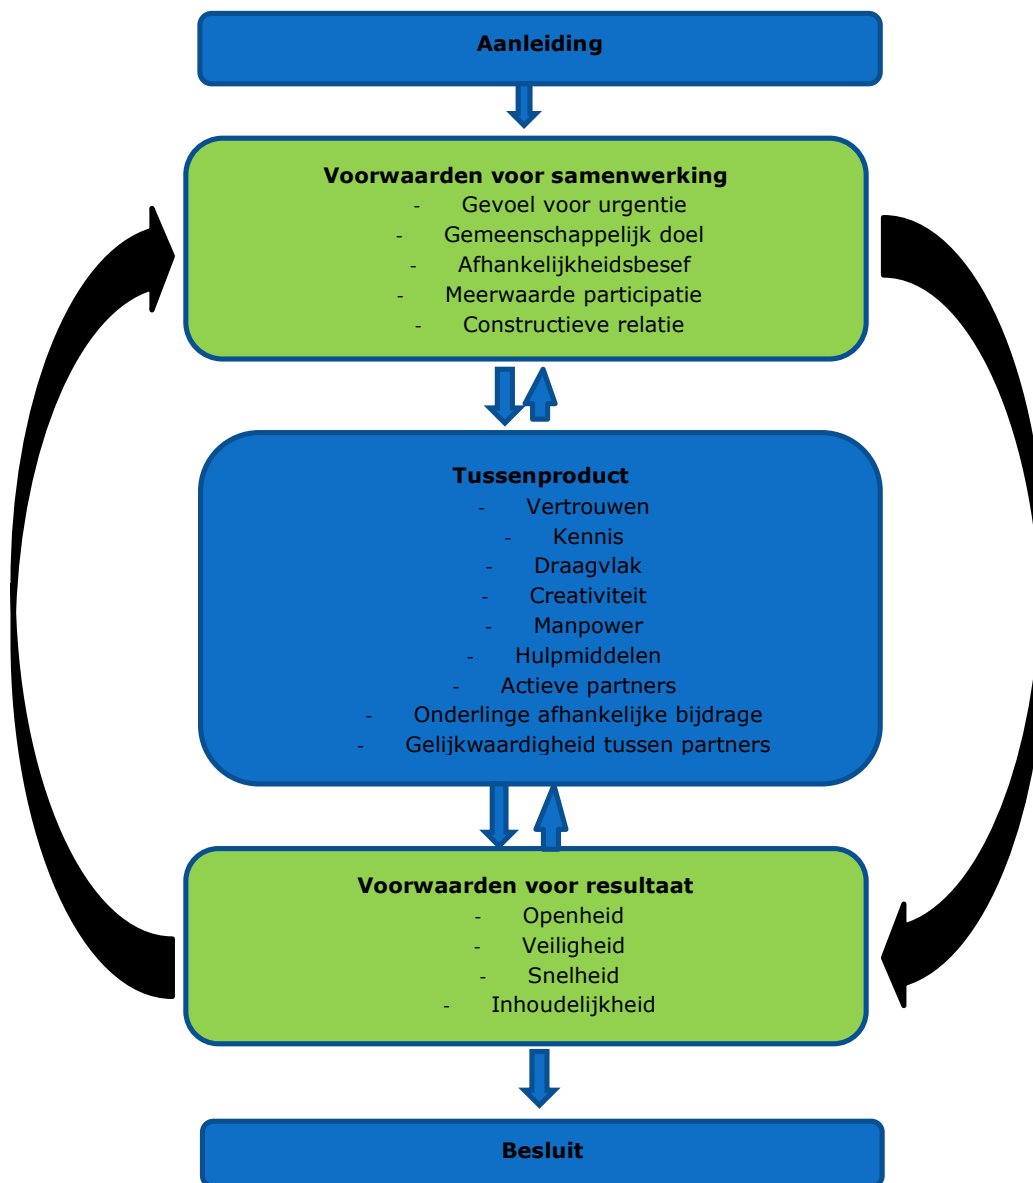 Aanleiding
Voorwaarden voor samenwerking
- Gevoel voor urgentie
- Gemeenschappelijk doel
- Afhankelijkheidsbesef
- Meerwaarde participatie
- Constructieve relatie
Tussenproduct
- Vertrouwen
- Kennis
- Draagvlak
- Creativiteit
- Manpower
- Hulpmiddelen
- Actieve partners
- Onderlinge afhankelijke bijdrage
- Gelijkwaardigheid tussen partners
Voorwaarden voor resultaat
- Openheid
- Veiligheid
- Snelheid
- Inhoudelijkheid
Besluit